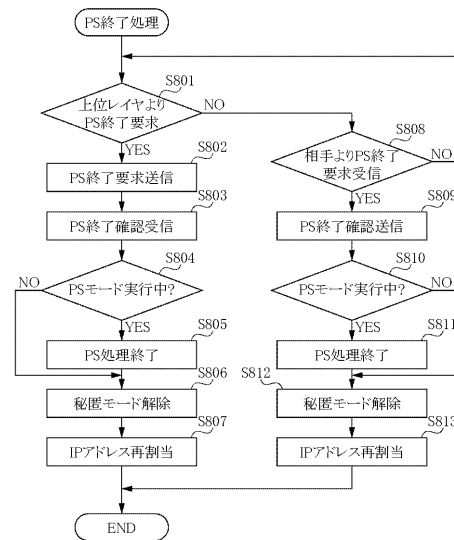 PS終了処理
S801
上位レイヤより
PS終了要求
NO
YES
S802
PS終了要求送信
S803
PS終了確認受信
S804
NO
PSモード実行中?
YES
S805
PS処理終了
S806
秘匿モード解除
S807
IPアドレス再割当
S808
相手よりPS終了
要求受信
NO
YES
S809
PS終了確認送信
S810
PSモード実行中?
NO
YES
S811
PS処理終了
S812
秘匿モード解除
S813
IPアドレス再割当
END